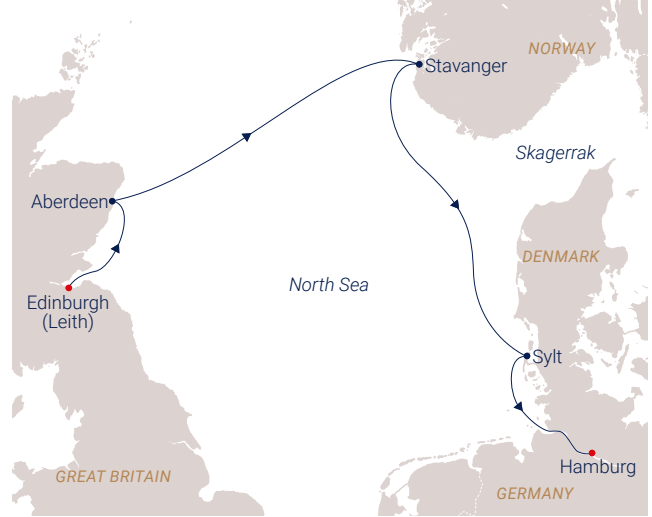 NORWAY
Stavanger
Skagerrak
Aberdeen
DENMARK
North Sea
Edinburgh
(Leith)
Sylt
Hamburg
GREAT BRITAIN
GERMANY